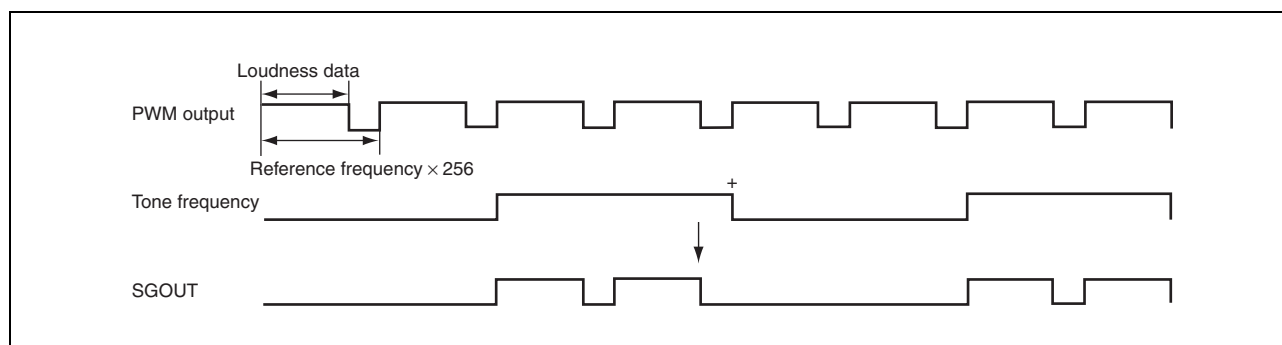 Loudness data
PWM output
Reference frequency × 256
+
Tone frequency
SGOUT